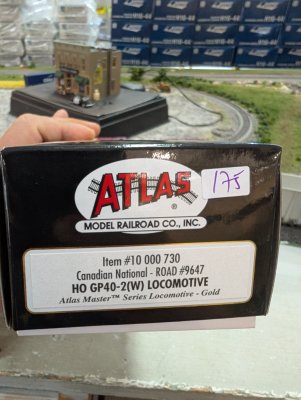 ATLAS
®
MODEL RAILROAD CO., INC.
175
Item #10 000 730
Canadian National - ROAD #9647
HO GP40-2(W) LOCOMOTIVE
Atlas Master™ Series Locomotive - Gold